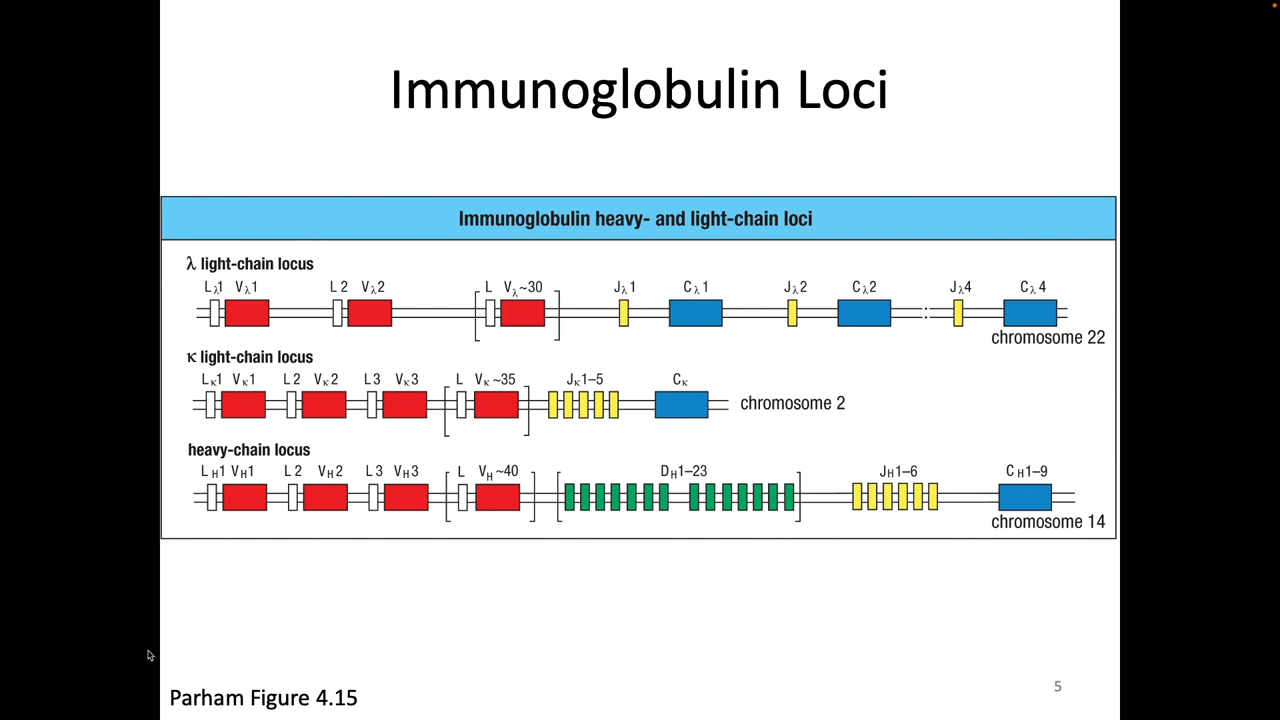 Immunoglobulin Loci
Immunoglobulin heavy- and light-chain loci
λ light-chain locus
Lλ1 Vλ1 L 2 Vλ2 L Vλ~30 Jλ1 Cλ1 Jλ2 Cλ2 Jλ4 Cλ4
chromosome 22
κ light-chain locus
Lκ1 Vκ1 L 2 Vκ2 L 3 Vκ3 L Vκ~35 Jκ1–5 Cκ
chromosome 2
heavy-chain locus
LH1 VH1 L 2 VH2 L 3 VH3 L VH~40 DH1–23 JH1–6 CH1–9
chromosome 14
5
Parham Figure 4.15